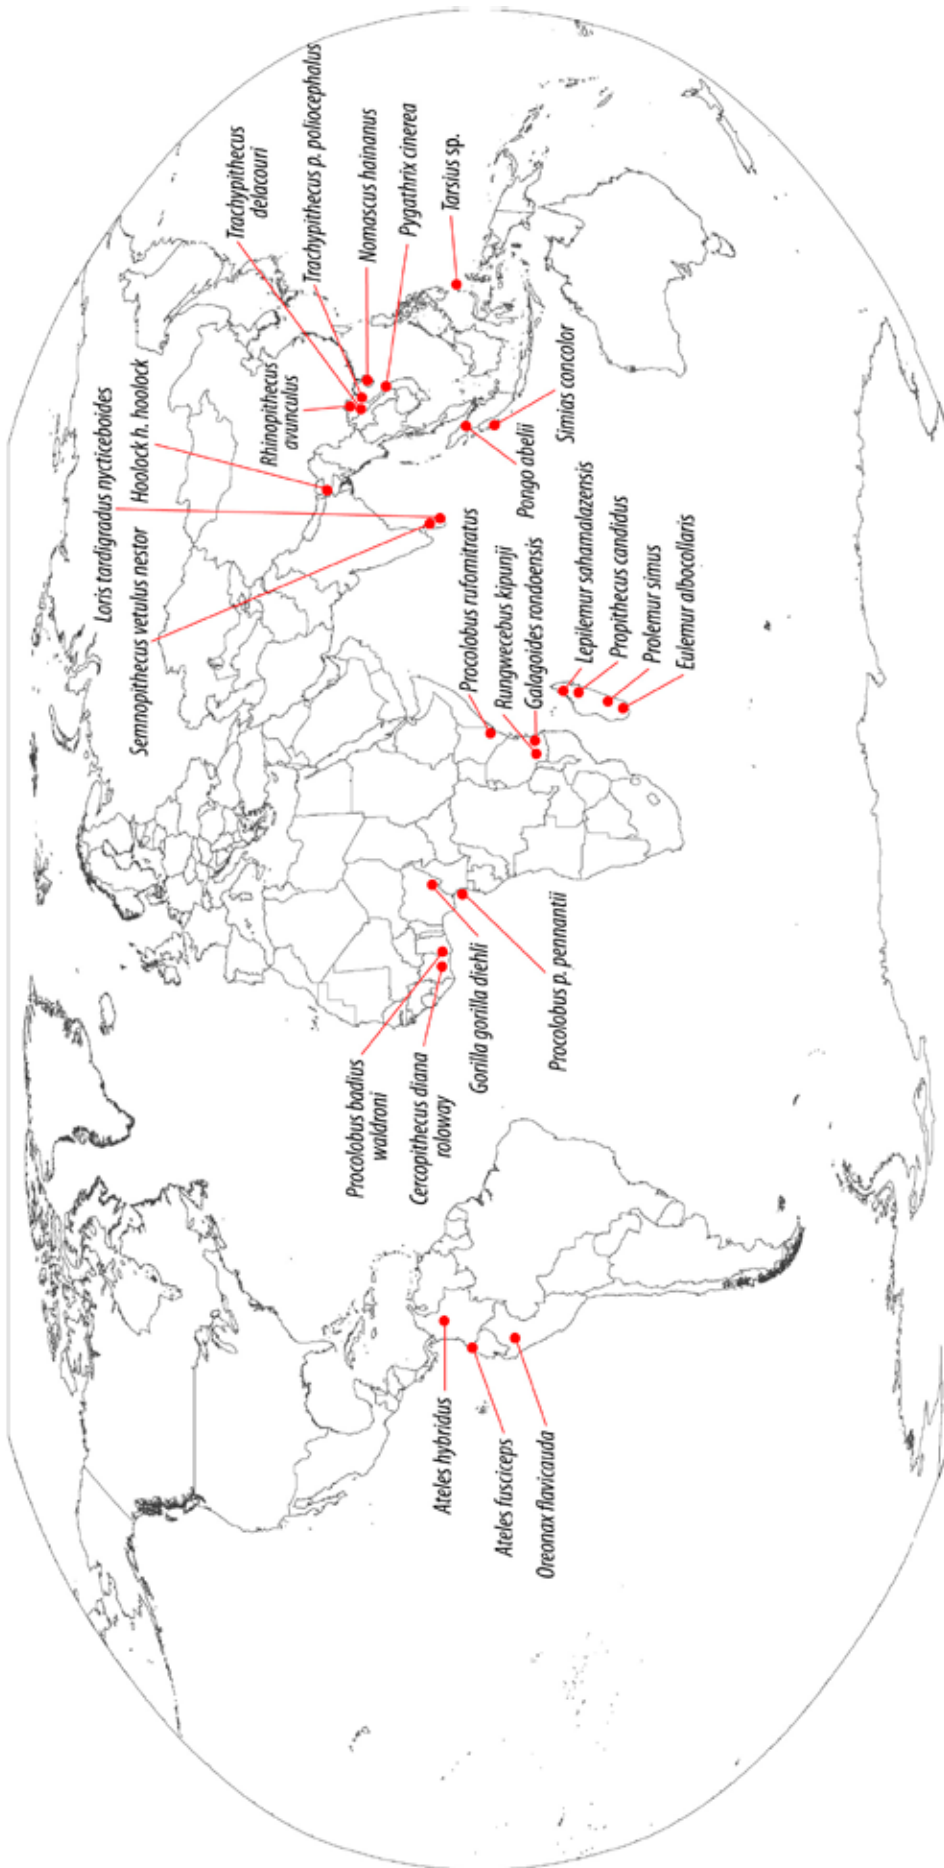 Ateles hybridus
Ateles fusciceps
Oreonax flavicauda
Procolobus badius
waldroni
Cercopithecus diana
roloway
Gorilla gorilla diehli
Procolobus p. pennantii
Semnopithecus vetulus nestor
Loris tardigradus nycticeboides
Hoolock h. hoolock
Rhinopithecus
avunculus
Trachypithecus
delacouri
Trachypithecus p. poliocephalus
Nomascus hainanus
Pygathrix cinerea
Tarsius sp.
Simias concolor
Pongo abelii
Procolobus rufomitratus
Rungwecebus kipunji
Galagoides rondoensis
Lepilemur sahamalazensis
Propithecus candidus
Prolemur simus
Eulemur albocollaris